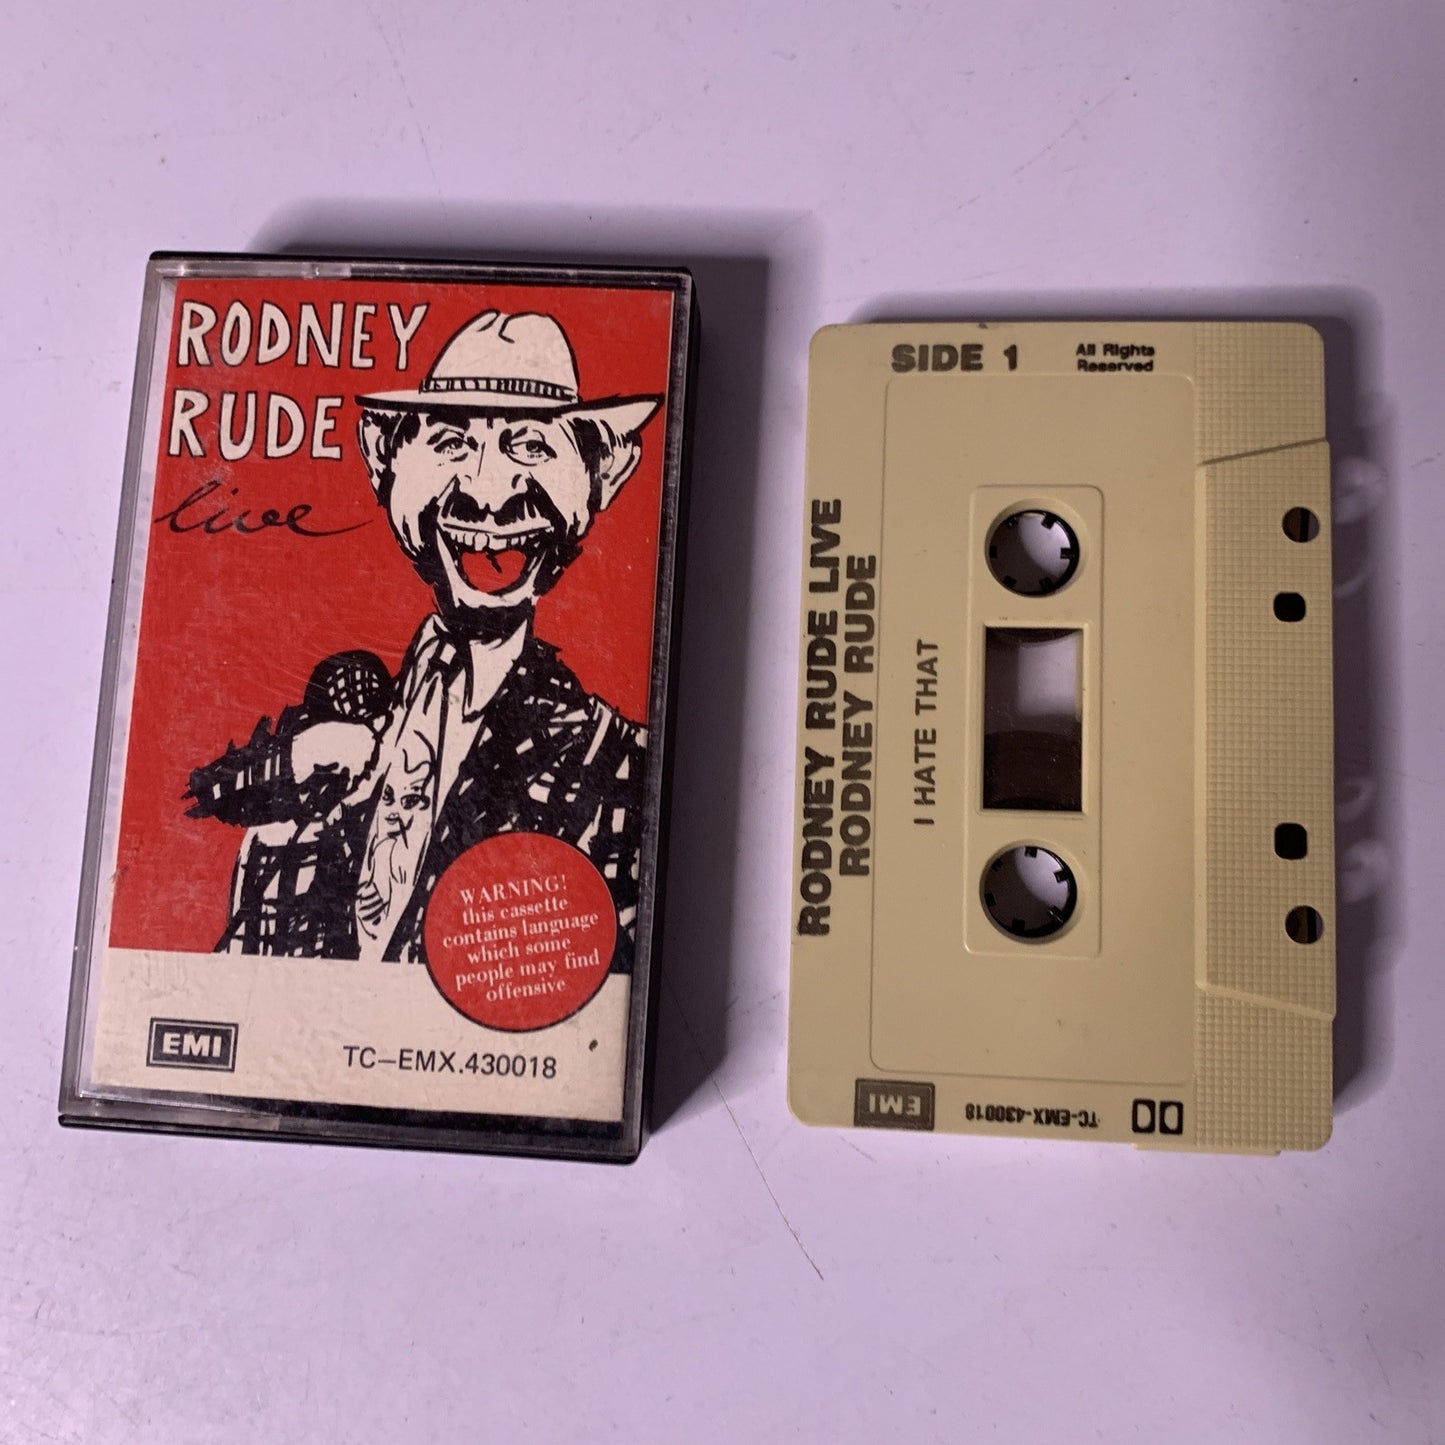 RODNEY
RUDE
live
WARNING!
this cassette
contains language
which some
people may find
offensive
EMI
TC-EMX.430018
SIDE 1
All Rights
Reserved
RODNEY RUDE LIVE
RODNEY RUDE
I HATE THAT
EMI
TC-EMX-430018